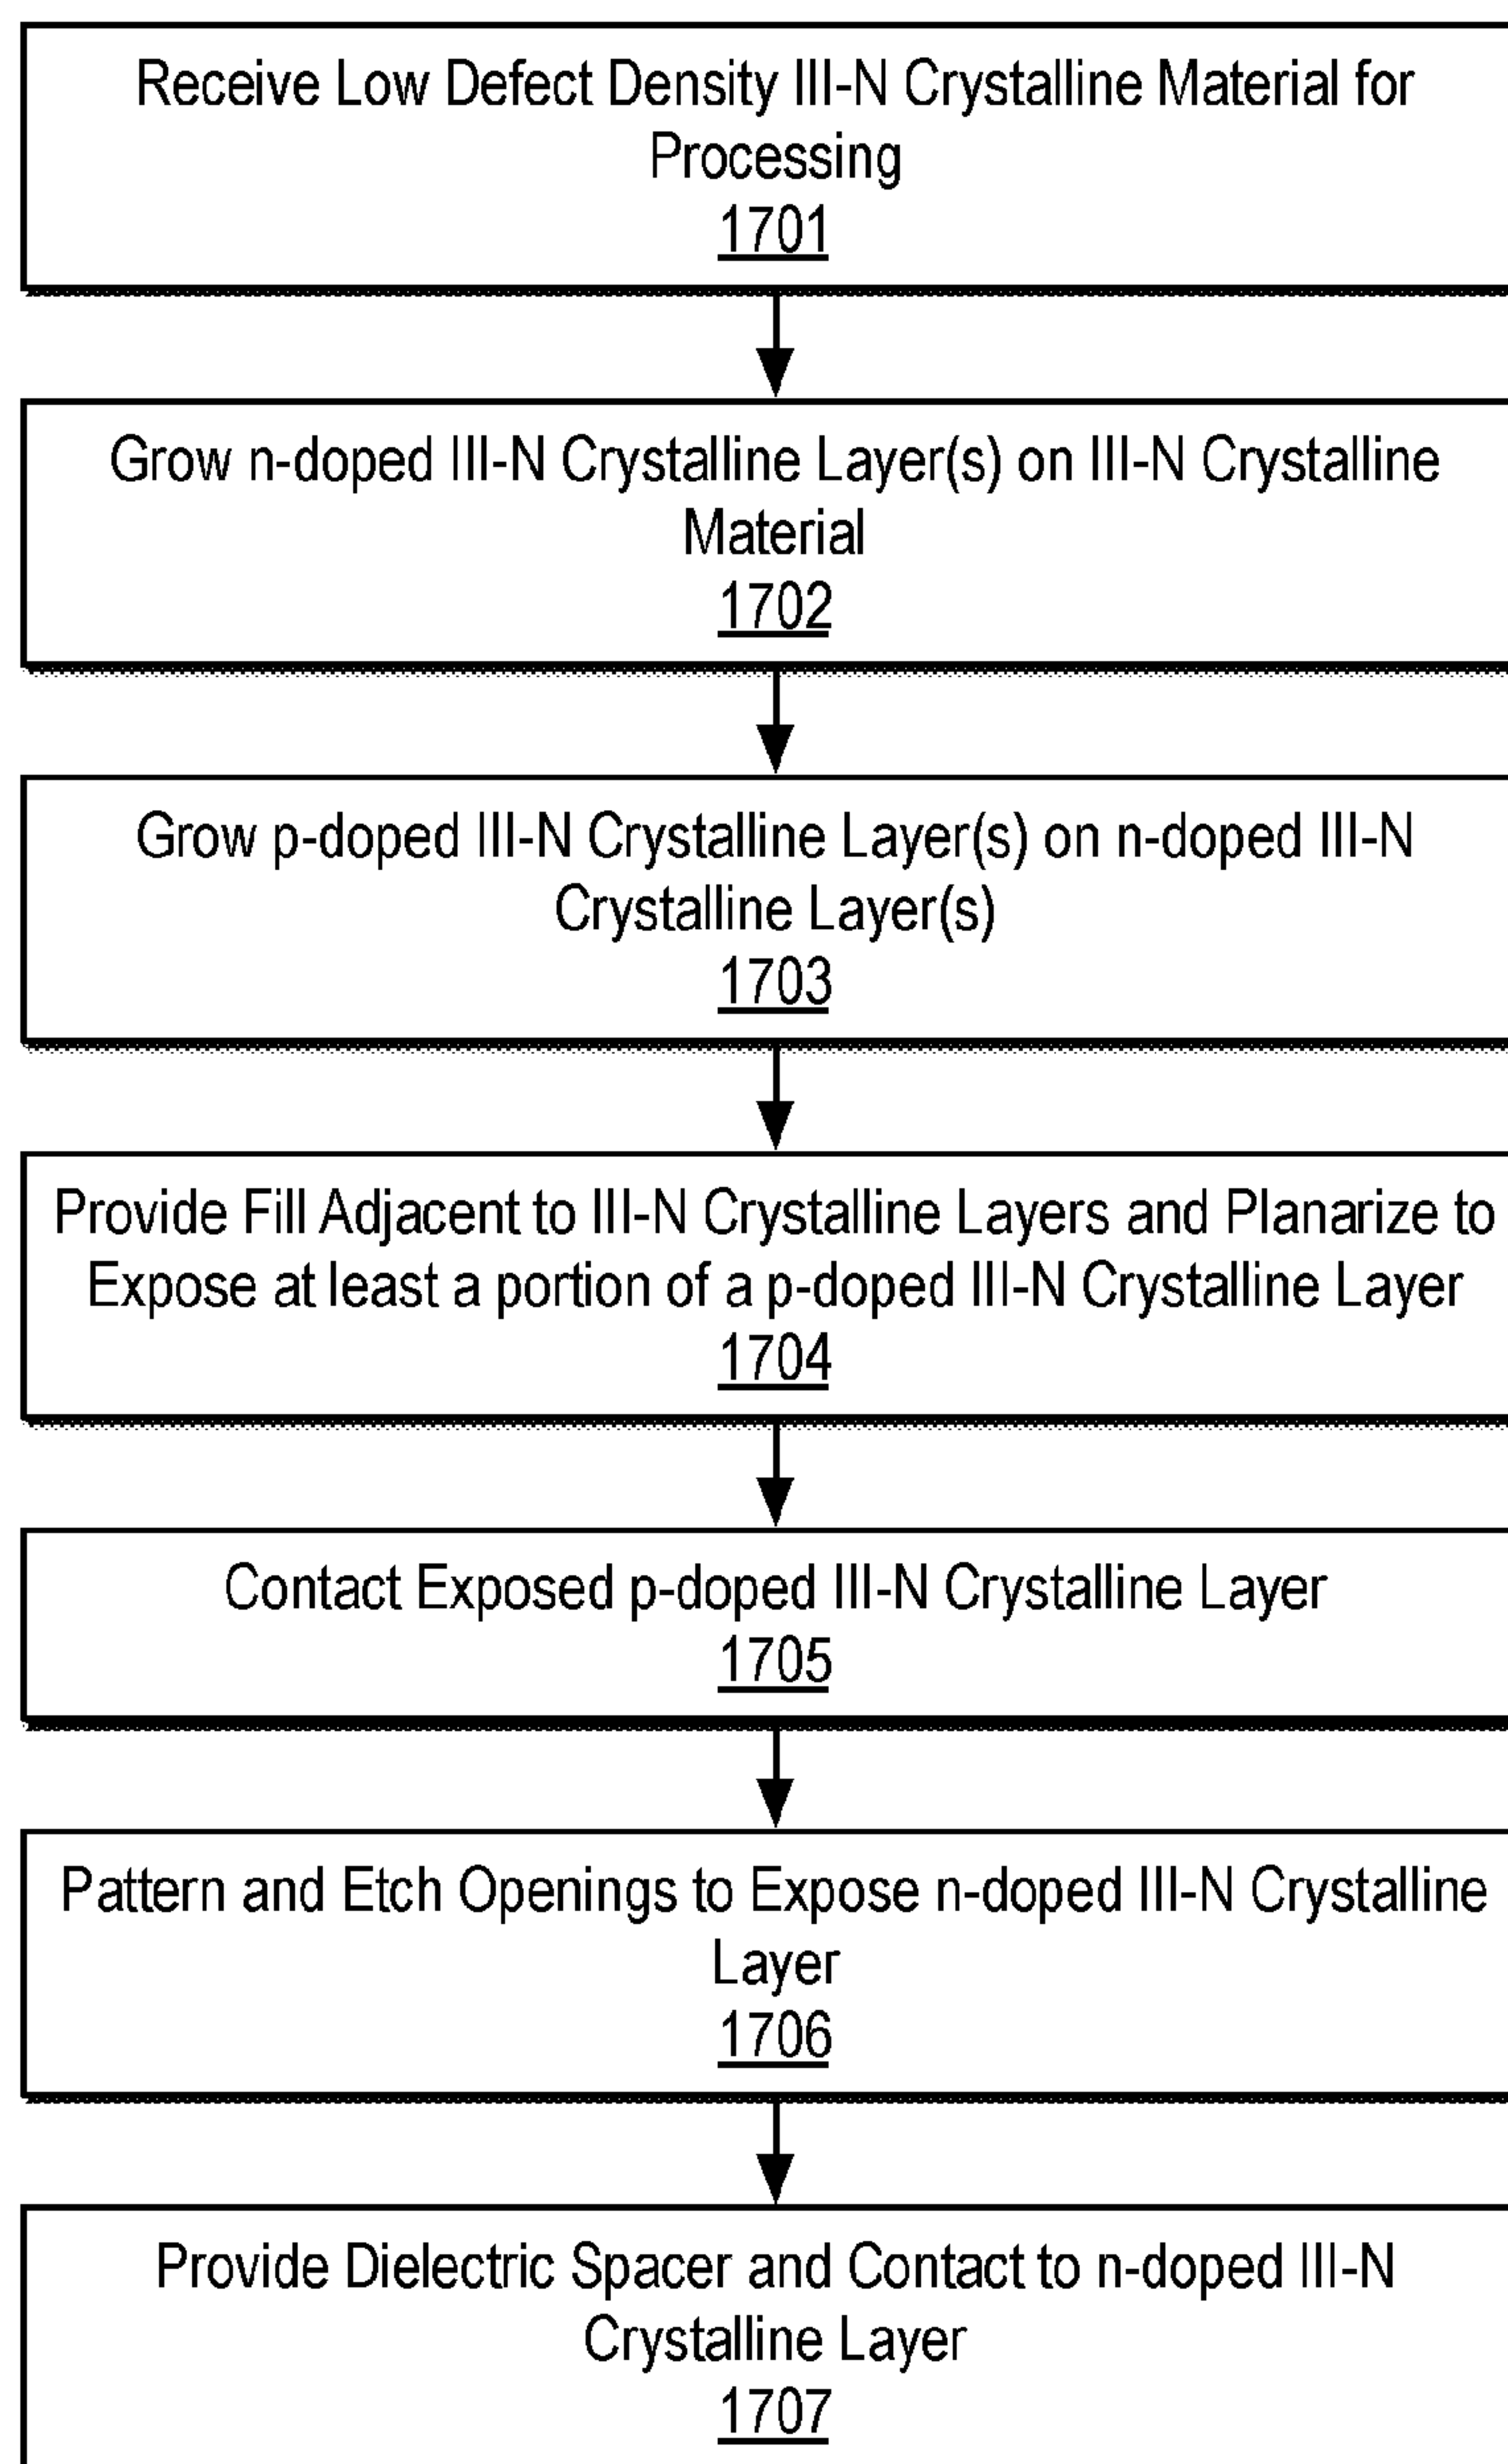 Receive Low Defect Density III-N Crystalline Material for
Processing
1701
Grow n-doped III-N Crystalline Layer(s) on III-N Crystalline
Material
1702
Grow p-doped III-N Crystalline Layer(s) on n-doped III-N
Crystalline Layer(s)
1703
Provide Fill Adjacent to III-N Crystalline Layers and Planarize to
Expose at least a portion of a p-doped III-N Crystalline Layer
1704
Contact Exposed p-doped III-N Crystalline Layer
1705
Pattern and Etch Openings to Expose n-doped III-N Crystalline
Layer
1706
Provide Dielectric Spacer and Contact to n-doped III-N
Crystalline Layer
1707